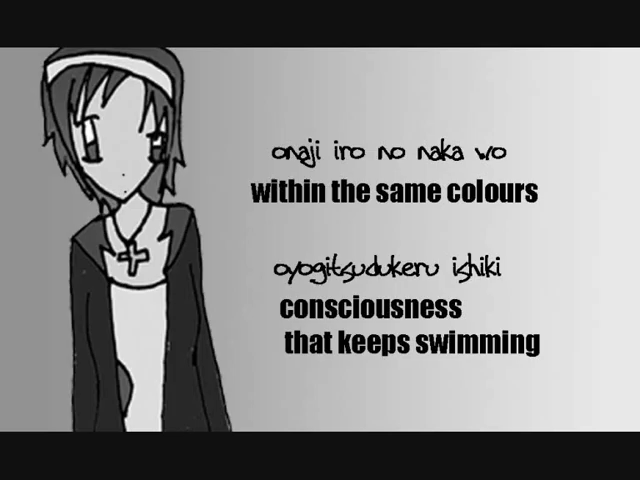 onaji iro no naka wo
within the same colours
oyogitsudukeru ishiki
consciousness
that keeps swimming